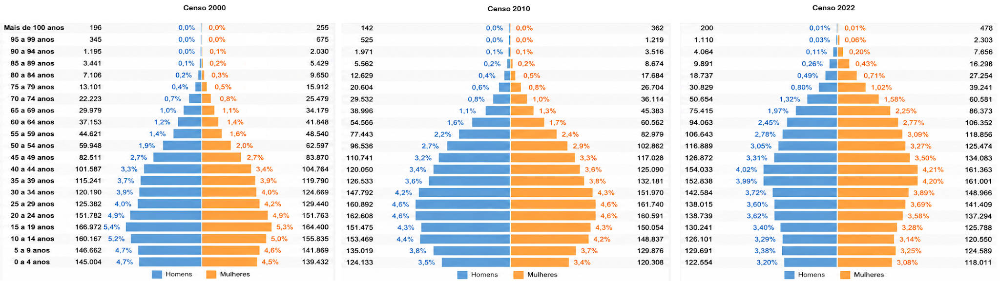 Censo 2000 Censo 2010 Censo 2022
Mais de 100 anos 196 0,0% 0,0% 255 142 0,0% 0,0% 362 200 0,01% 0,01% 478
95 a 99 anos 345 0,0% 0,0% 675 525 0,0% 0,0% 1.219 1.110 0,03% 0,06% 2.303
90 a 94 anos 1.195 0,0% 0,1% 2.030 1.971 0,1% 0,1% 3.516 4.064 0,11% 0,20% 7.656
85 a 89 anos 3.441 0,1% 0,2% 5.429 5.562 0,2% 0,2% 8.674 9.891 0,26% 0,43% 16.298
80 a 84 anos 7.106 0,2% 0,3% 9.650 12.629 0,4% 0,5% 17.684 18.737 0,49% 0,71% 27.254
75 a 79 anos 13.101 0,4% 0,5% 15.912 20.604 0,6% 0,8% 26.704 30.829 0,80% 1,02% 39.241
70 a 74 anos 22.223 0,7% 0,8% 25.479 29.532 0,8% 1,0% 36.114 50.654 1,32% 1,58% 60.581
65 a 69 anos 29.979 1,0% 1,1% 34.179 38.996 1,1% 1,3% 45.383 75.415 1,97% 2,25% 86.373
60 a 64 anos 37.153 1,2% 1,4% 41.848 54.566 1,6% 1,7% 60.562 94.063 2,45% 2,77% 106.352
55 a 59 anos 44.621 1,4% 1,6% 48.540 77.443 2,2% 2,4% 82.979 106.643 2,78% 3,09% 118.856
50 a 54 anos 59.948 1,9% 2,0% 62.597 96.536 2,7% 2,9% 102.862 116.889 3,05% 3,27% 125.474
45 a 49 anos 82.511 2,7% 2,7% 83.870 110.741 3,2% 3,3% 117.028 126.872 3,31% 3,50% 134.083
40 a 44 anos 101.587 3,3% 3,4% 104.764 120.050 3,4% 3,6% 125.090 154.033 4,02% 4,21% 161.363
35 a 39 anos 115.241 3,7% 3,9% 119.790 126.533 3,6% 3,8% 132.181 152.838 3,99% 4,20% 161.001
30 a 34 anos 120.190 3,9% 4,0% 124.669 147.792 4,2% 4,3% 151.970 142.584 3,72% 3,89% 148.966
25 a 29 anos 125.382 4,0% 4,2% 129.440 160.892 4,6% 4,6% 161.740 138.015 3,60% 3,69% 141.409
20 a 24 anos 151.782 4,9% 4,9% 151.763 162.608 4,6% 4,6% 160.591 138.739 3,62% 3,58% 137.294
15 a 19 anos 166.972 5,4% 5,3% 164.400 151.475 4,3% 4,3% 150.054 130.241 3,40% 3,28% 125.788
10 a 14 anos 160.167 5,2% 5,0% 155.835 153.469 4,4% 4,2% 148.837 126.101 3,29% 3,14% 120.550
5 a 9 anos 146.662 4,7% 4,6% 141.869 135.019 3,8% 3,7% 129.876 129.691 3,38% 3,25% 124.589
0 a 4 anos 145.004 4,7% 4,5% 139.432 124.133 3,5% 3,4% 120.308 122.554 3,20% 3,08% 118.011
Homens Mulheres Homens Mulheres Homens Mulheres